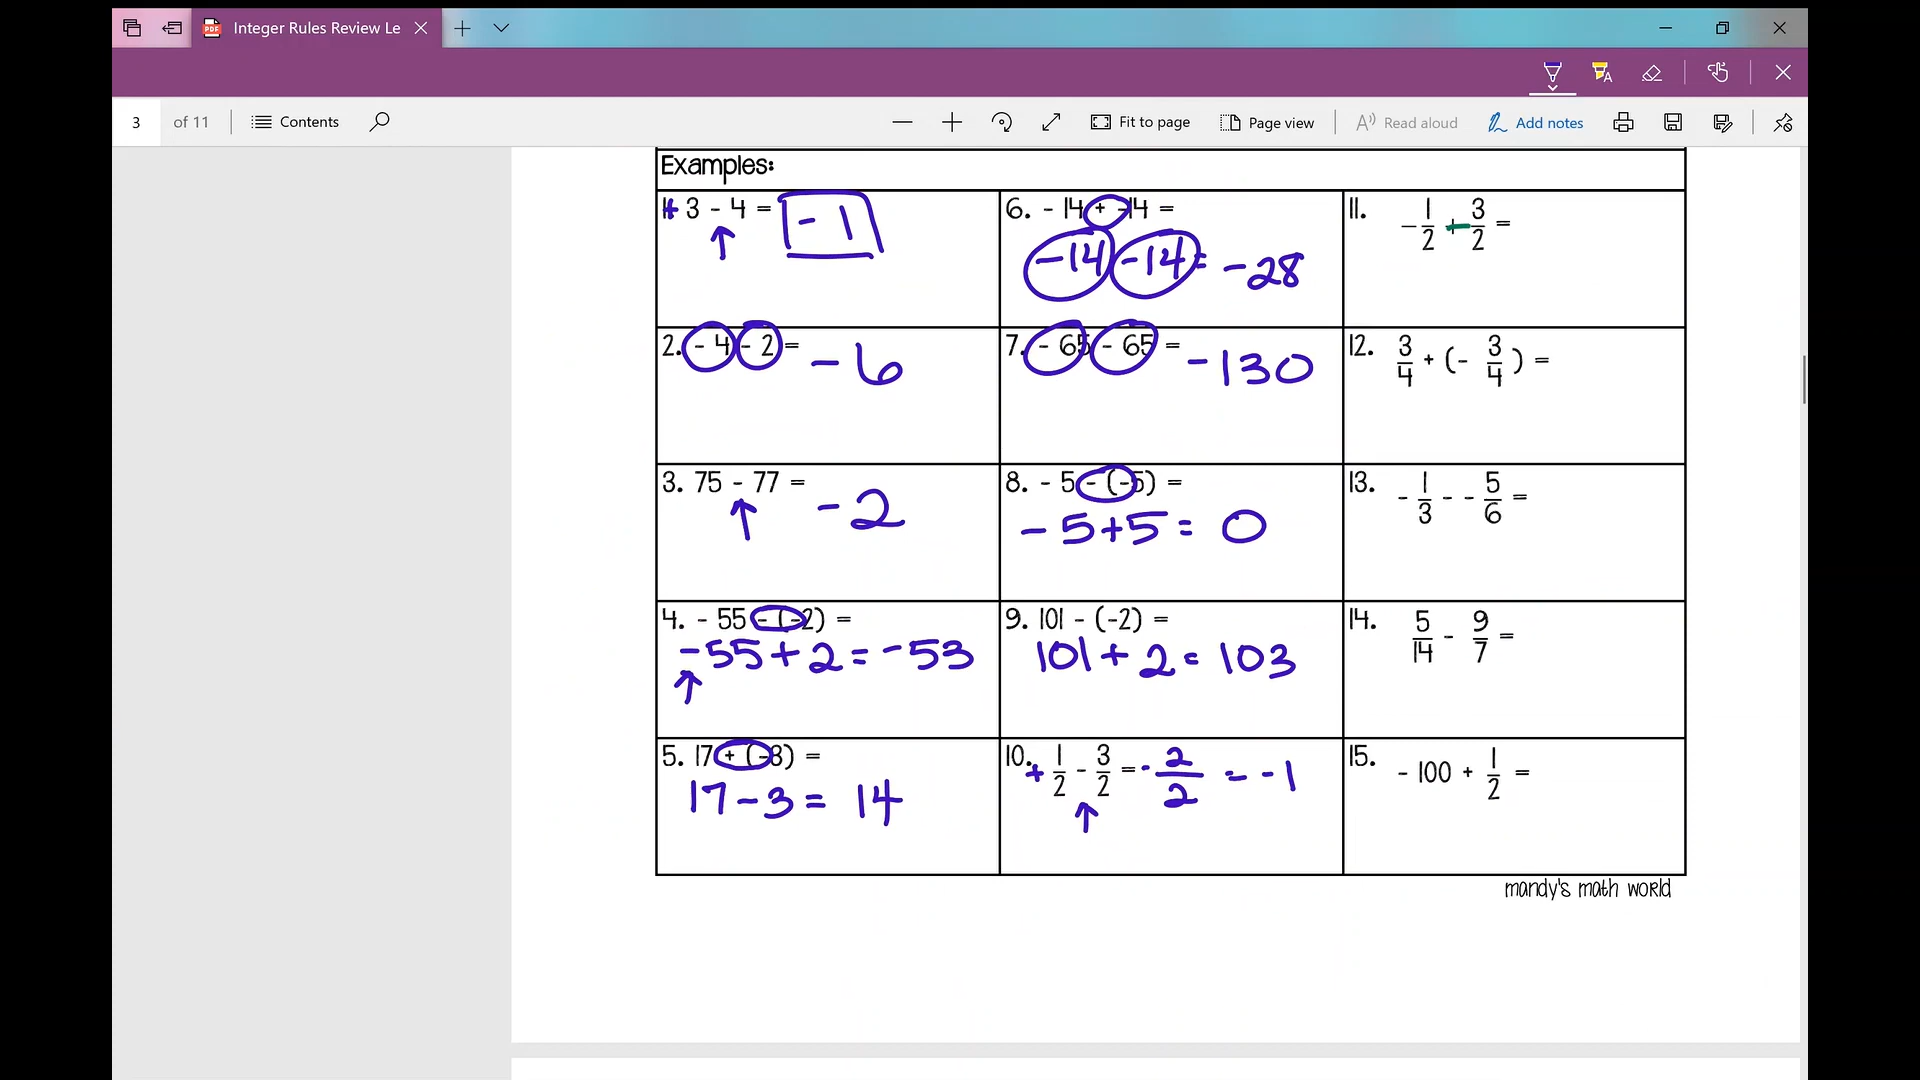 Integer Rules Review Le
3 of 11 Contents Fit to page Page view Read aloud Add notes
Examples:
+ 3 - 4 = - 1
2. - 4 - 2 = - 6
3. 75 - 77 = - 2
4. - 55 - (-2) =
- 55 + 2 = - 53
5. 17 + (-3) =
17 - 3 = 14
6. - 14 + -14 =
-14 -14 = -28
7. - 65 - 65 = -130
8. - 5 - (-5) =
- 5 + 5 = 0
9. 101 - (-2) =
101 + 2 = 103
10. + 1/2 - 3/2 = - 2/2 = - 1
11. - 1/2 + 3/2 =
12. 3/4 + (- 3/4) =
13. - 1/3 - - 5/6 =
14. 5/14 - 9/7 =
15. - 100 + 1/2 =
mandy's math world